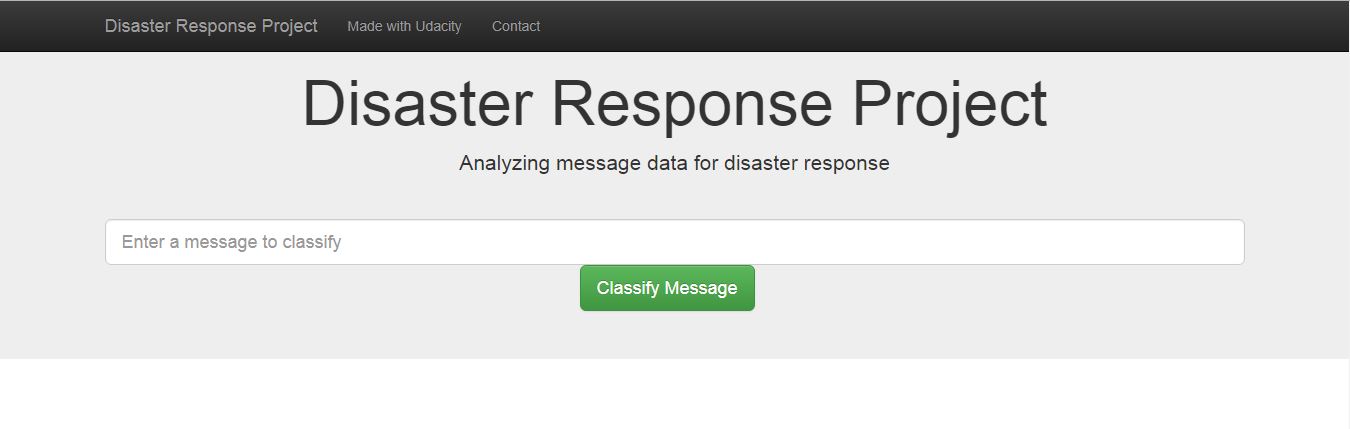 Disaster Response Project Made with Udacity Contact
Disaster Response Project
Analyzing message data for disaster response
Enter a message to classify
Classify Message